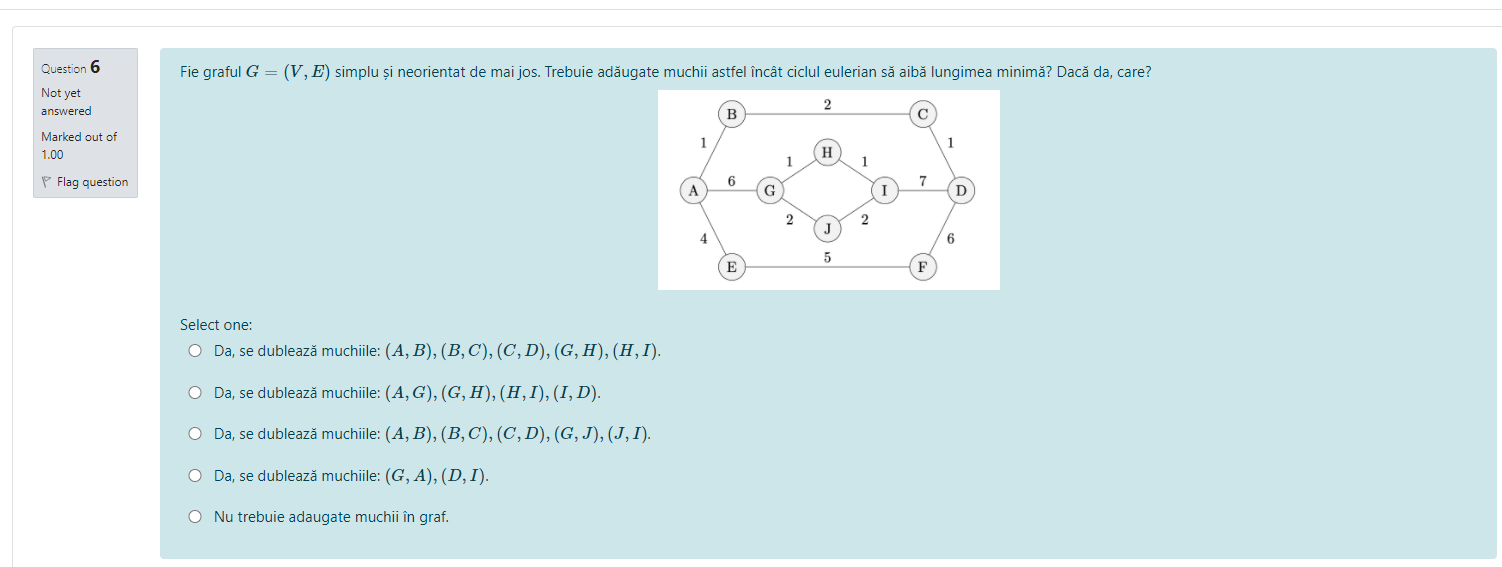 Question 6
Not yet
answered
Marked out of
1.00
Flag question
Fie graful G = (V, E) simplu și neorientat de mai jos. Trebuie adăugate muchii astfel încât ciclul eulerian să aibă lungimea minimă? Dacă da, care?
2
B
C
1
1
H
1
1
6
7
A
G
I
D
2
2
J
4
6
5
E
F
Select one:
Da, se dublează muchiile: (A, B), (B, C), (C, D), (G, H), (H, I).
Da, se dublează muchiile: (A, G), (G, H), (H, I), (I, D).
Da, se dublează muchiile: (A, B), (B, C), (C, D), (G, J), (J, I).
Da, se dublează muchiile: (G, A), (D, I).
Nu trebuie adaugate muchii în graf.